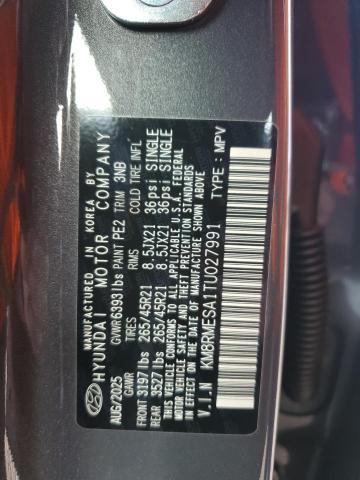 MANUFACTURED IN KOREA BY
HYUNDAI MOTOR COMPANY
AUG/2025 GVWR 6393 lbs PAINT PE2 TRIM 3NB
GAWR TIRES RIMS COLD TIRE INFL
FRONT 3197 lbs 265/45R21 8.5JX21 36psi SINGLE
REAR 3527 lbs 265/45R21 8.5JX21 36psi SINGLE
THIS VEHICLE CONFORMS TO ALL APPLICABLE U.S.A. FEDERAL
MOTOR VEHICLE SAFETY AND THEFT PREVENTION STANDARDS
IN EFFECT ON THE DATE OF MANUFACTURE SHOWN ABOVE
V.I.N KM8RMESA1TU027991 TYPE: MPV